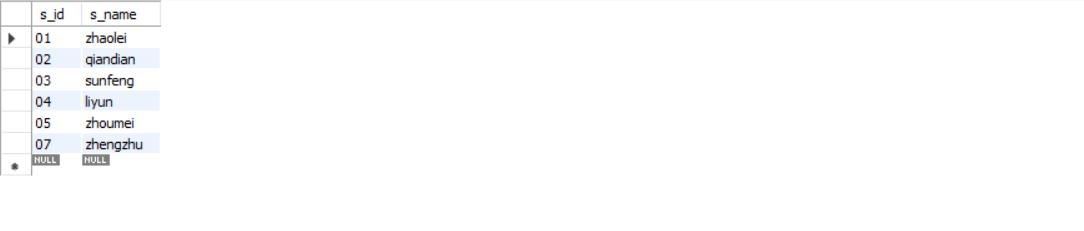 s_id s_name
01 zhaolei
02 qiandian
03 sunfeng
04 liyun
05 zhoumei
07 zhengzhu
NULL NULL